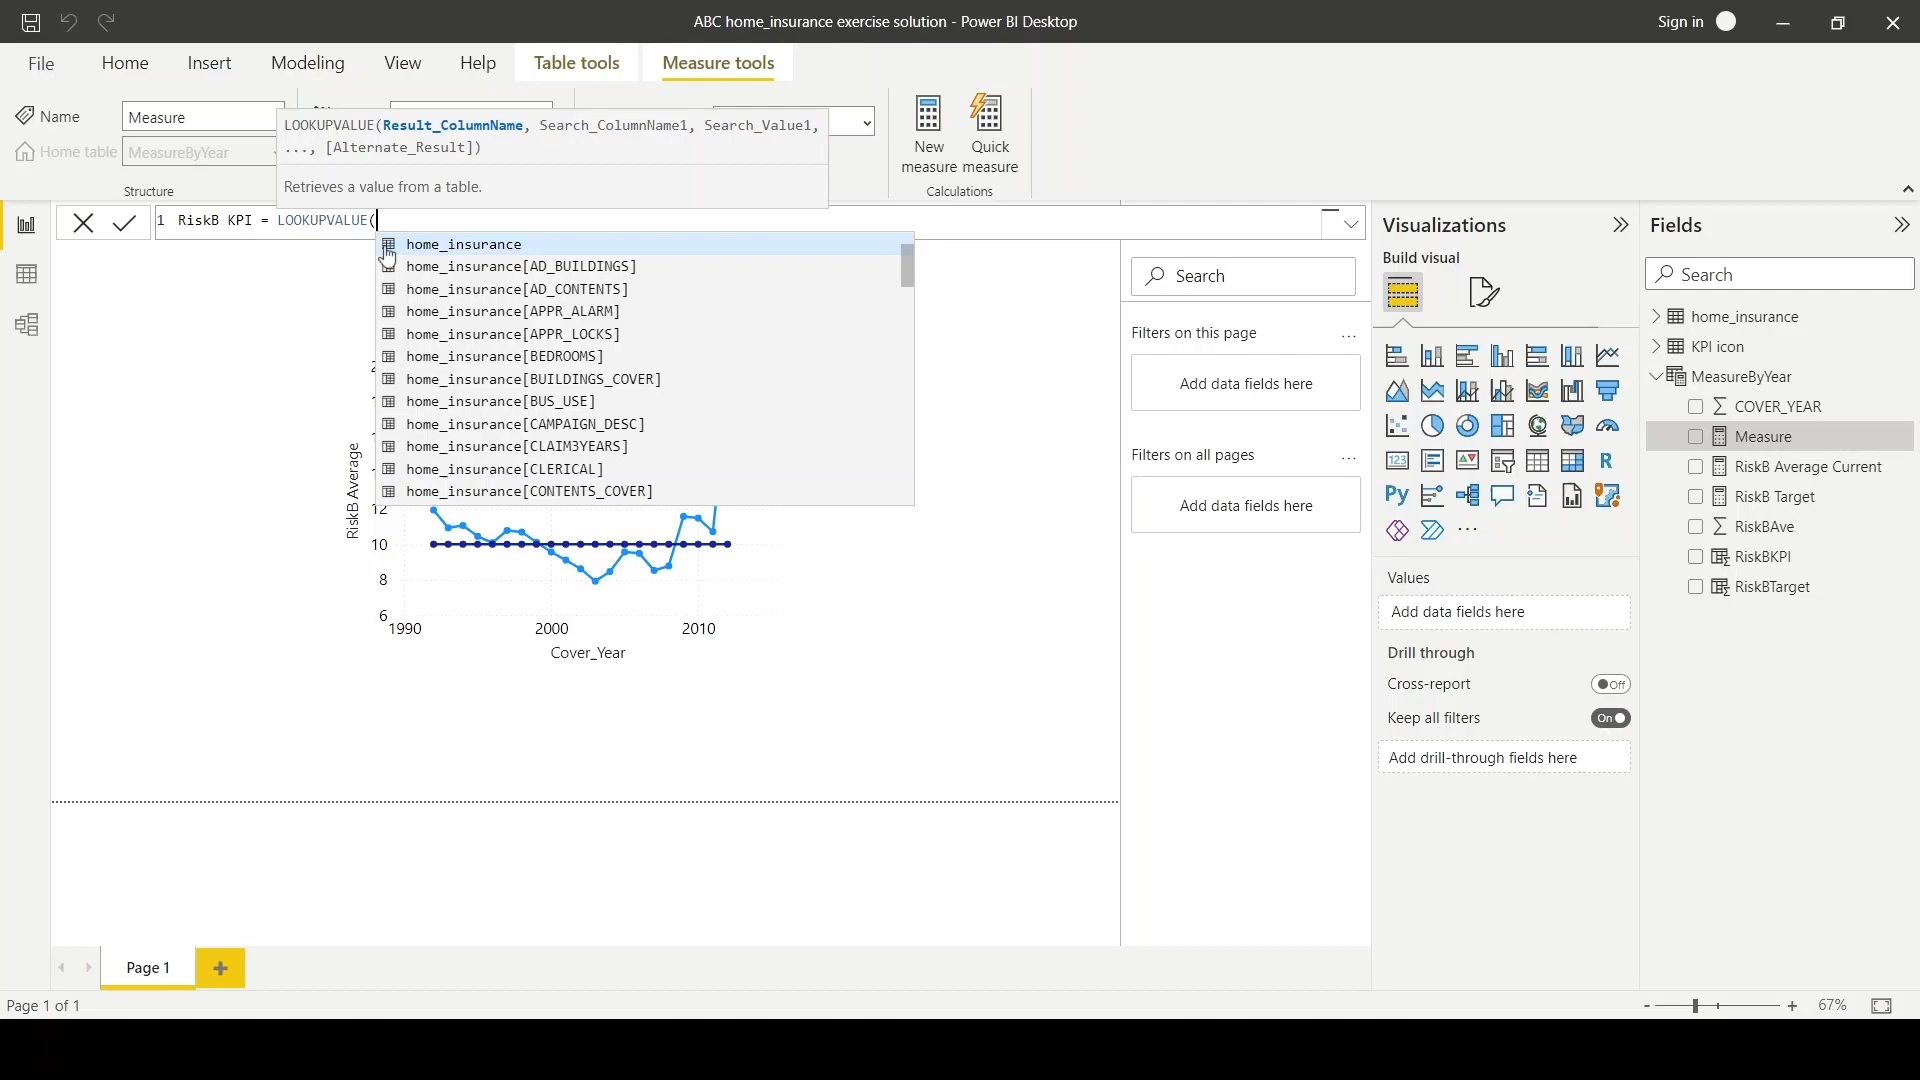 ABC home_insurance exercise solution - Power BI Desktop
Sign in
File Home Insert Modeling View Help Table tools Measure tools
Name Measure
Home table MeasureByYear
Structure
LOOKUPVALUE(Result_ColumnName, Search_ColumnName1, Search_Value1,
..., [Alternate_Result])
Retrieves a value from a table.
New measure
Quick measure
Calculations
1 RiskB KPI = LOOKUPVALUE(
home_insurance
home_insurance[AD_BUILDINGS]
home_insurance[AD_CONTENTS]
home_insurance[APPR_ALARM]
home_insurance[APPR_LOCKS]
home_insurance[BEDROOMS]
home_insurance[BUILDINGS_COVER]
home_insurance[BUS_USE]
home_insurance[CAMPAIGN_DESC]
home_insurance[CLAIM3YEARS]
home_insurance[CLERICAL]
home_insurance[CONTENTS_COVER]
RiskB Average
12
10
8
6
1990 2000 2010
Cover_Year
Search
Filters on this page ...
Add data fields here
Filters on all pages ...
Add data fields here
Visualizations
Build visual
123
R
Py
...
Values
Add data fields here
Drill through
Cross-report Off
Keep all filters On
Add drill-through fields here
Fields
Search
home_insurance
KPI icon
MeasureByYear
COVER_YEAR
Measure
RiskB Average Current
RiskB Target
RiskBAve
RiskBKPI
RiskBTarget
Page 1
Page 1 of 1
- + 67%